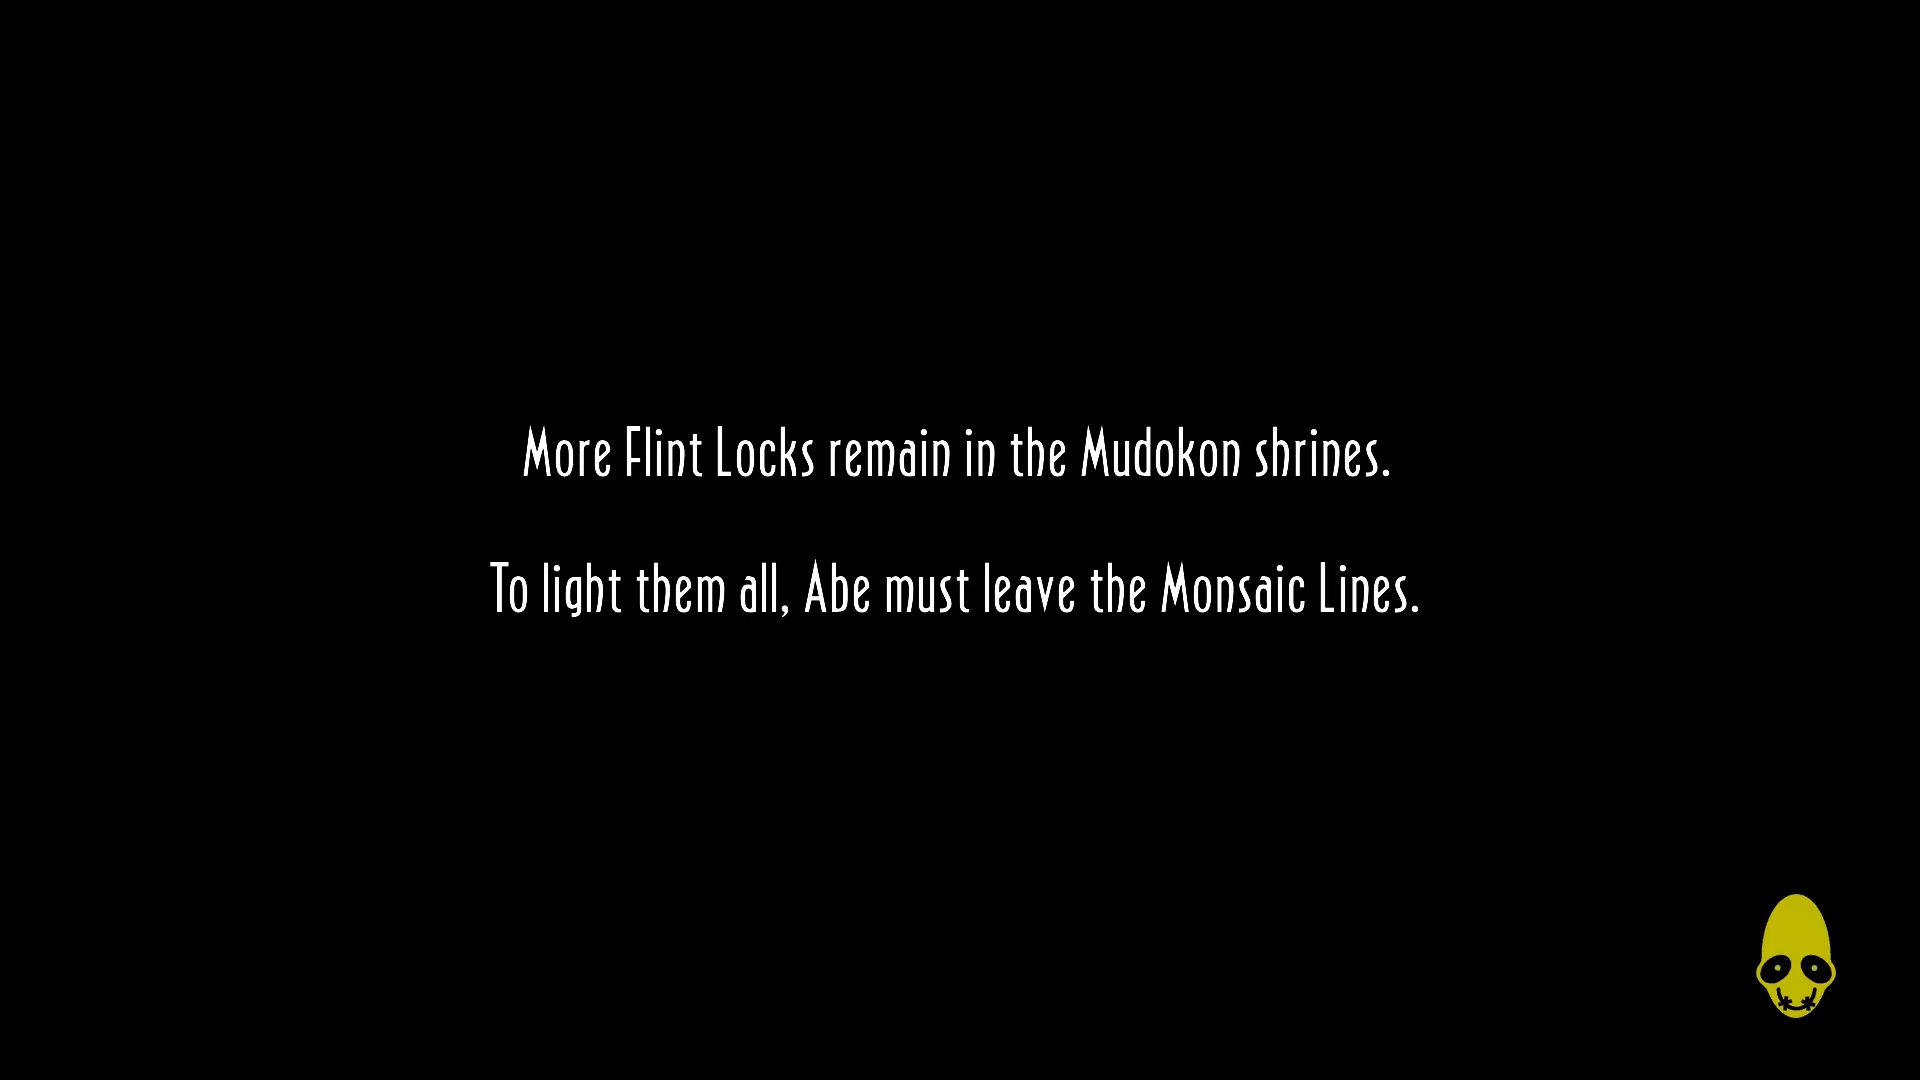 More Flint Locks remain in the Mudokon shrines.
To light them all, Abe must leave the Monsaic Lines.